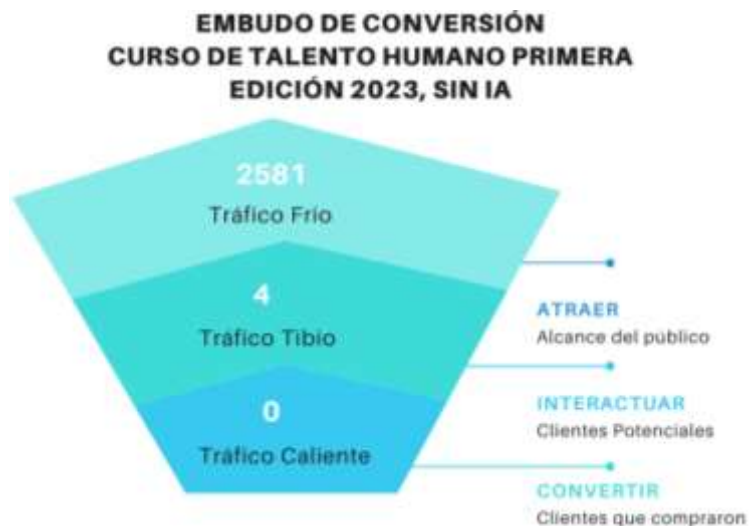 EMBUDO DE CONVERSIÓN
CURSO DE TALENTO HUMANO PRIMERA
EDICIÓN 2023, SIN IA
2581
Tráfico Frío
4
Tráfico Tibio
0
Tráfico Caliente
ATRAER
Alcance del público
INTERACTUAR
Clientes Potenciales
CONVERTIR
Clientes que compraron